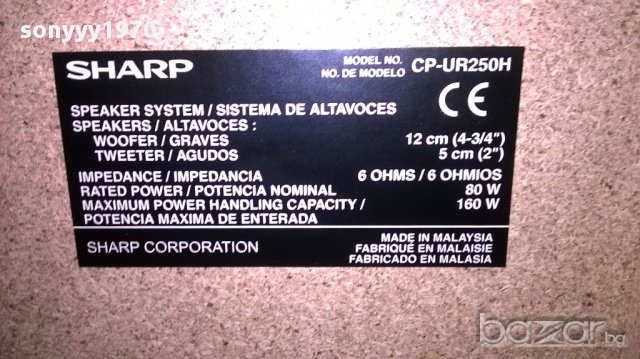 sonyyy1970
SHARP
MODEL NO.
NO. DE MODELO
CP-UR250H
SPEAKER SYSTEM / SISTEMA DE ALTAVOCES
SPEAKERS / ALTAVOCES :
WOOFER / GRAVES 12 cm (4-3/4")
TWEETER / AGUDOS 5 cm (2")
CE
IMPEDANCE / IMPEDANCIA 6 OHMS / 6 OHMIOS
RATED POWER / POTENCIA NOMINAL 80 W
MAXIMUM POWER HANDLING CAPACITY / 160 W
POTENCIA MAXIMA DE ENTERADA
SHARP CORPORATION
MADE IN MALAYSIA
FABRIQUÉ EN MALAISIE
FABRICADO EN MALASIA
bazar.bg